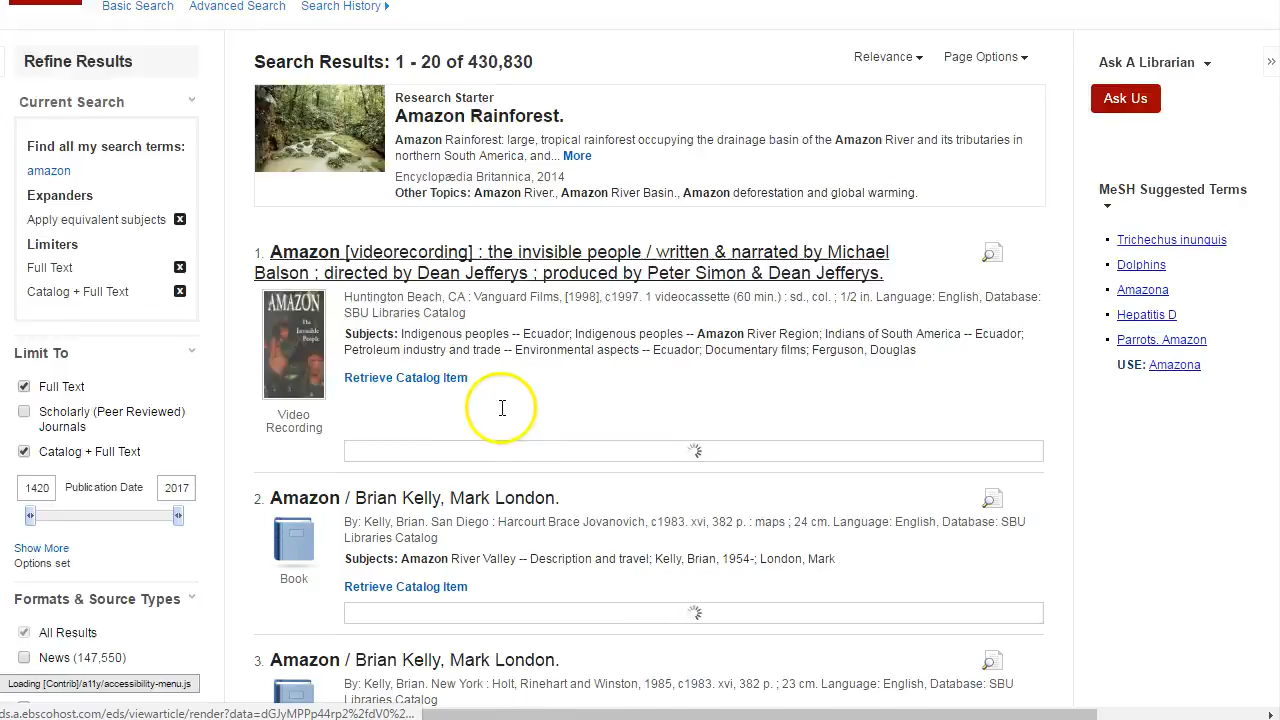 Basic Search Advanced Search Search History
Refine Results
Current Search
Find all my search terms:
amazon
Expanders
Apply equivalent subjects
Limiters
Full Text
Catalog + Full Text
Limit To
Full Text
Scholarly (Peer Reviewed)
Journals
Catalog + Full Text
1420 Publication Date 2017
Show More
Options set
Formats & Source Types
All Results
News (147,550)
Loading [Contrib]/a11y/accessibility-menu.js
ds.a.ebscohost.com/eds/viewarticle/render?data=dGJyMPPp44rp2%2fdV0%2...
Search Results: 1 - 20 of 430,830
Relevance Page Options
Research Starter
Amazon Rainforest.
Amazon Rainforest: large, tropical rainforest occupying the drainage basin of the Amazon River and its tributaries in
northern South America, and... More
Encyclopædia Britannica, 2014
Other Topics: Amazon River., Amazon River Basin., Amazon deforestation and global warming.
1. Amazon [videorecording] : the invisible people / written & narrated by Michael
Balson ; directed by Dean Jefferys ; produced by Peter Simon & Dean Jefferys.
AMAZON
The
Invisible
People
Video
Recording
Huntington Beach, CA : Vanguard Films, [1998], c1997. 1 videocassette (60 min.) : sd., col. ; 1/2 in. Language: English, Database:
SBU Libraries Catalog
Subjects: Indigenous peoples -- Ecuador; Indigenous peoples -- Amazon River Region; Indians of South America -- Ecuador;
Petroleum industry and trade -- Environmental aspects -- Ecuador; Documentary films; Ferguson, Douglas
Retrieve Catalog Item
2. Amazon / Brian Kelly, Mark London.
Book
By: Kelly, Brian. San Diego : Harcourt Brace Jovanovich, c1983. xvi, 382 p. : maps ; 24 cm. Language: English, Database: SBU
Libraries Catalog
Subjects: Amazon River Valley -- Description and travel; Kelly, Brian, 1954-; London, Mark
Retrieve Catalog Item
3. Amazon / Brian Kelly, Mark London.
By: Kelly, Brian. New York : Holt, Rinehart and Winston, 1985, c1983. xvi, 382 p. ; 23 cm. Language: English, Database: SBU
Libraries Catalog
Ask A Librarian
Ask Us
MeSH Suggested Terms
Trichechus inunguis
Dolphins
Amazona
Hepatitis D
Parrots, Amazon
USE: Amazona